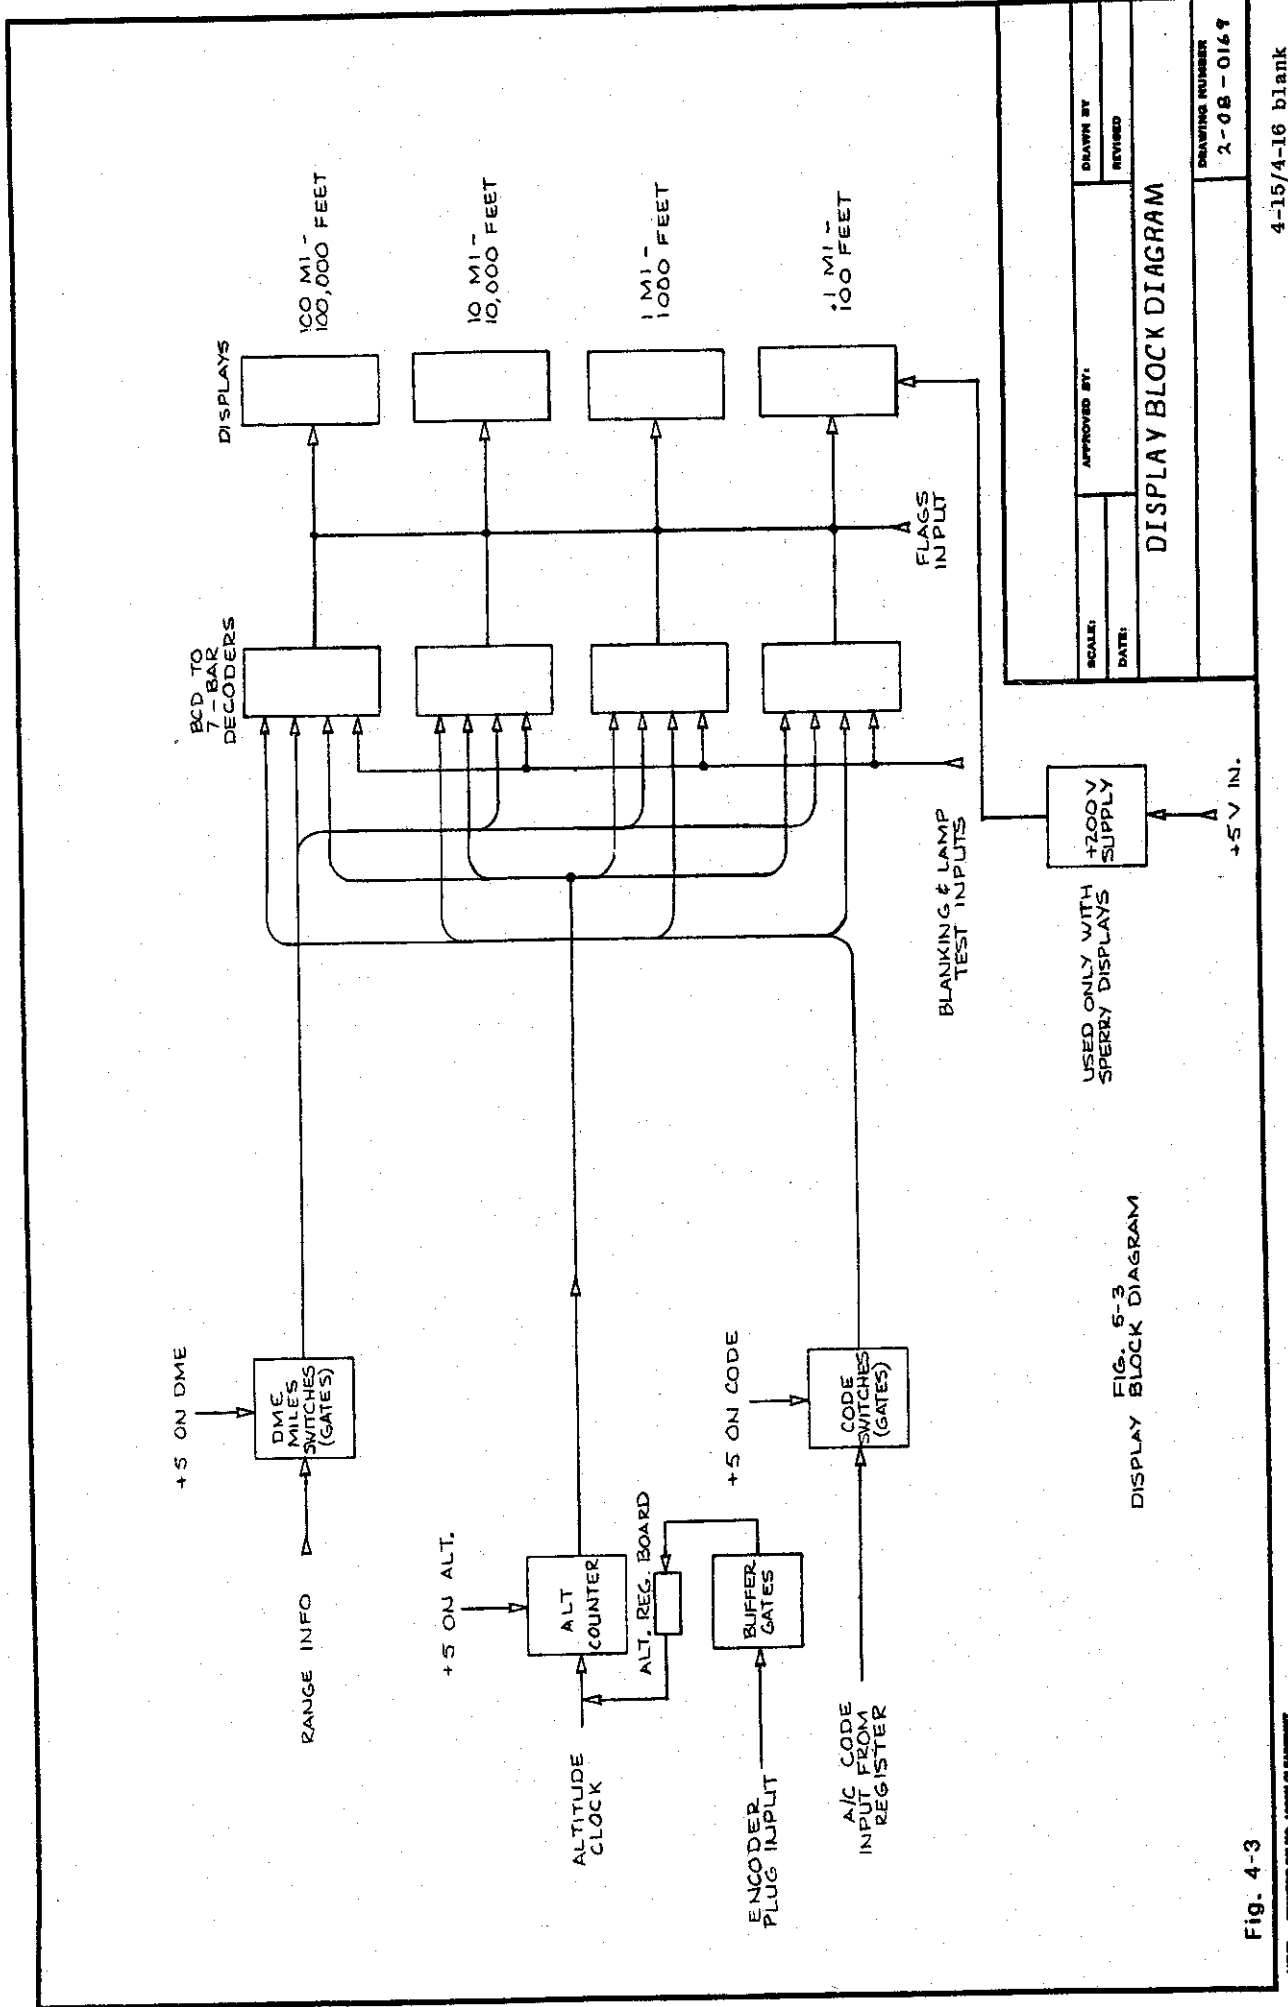 +5 ON DME
RANGE INFO
DME
MILES
SWITCHES
(GATES)
+5 ON ALT.
ALTITUDE
CLOCK
ALT
COUNTER
ALT. REG. BOARD
ENCODER
PLUG INPUT
BUFFER
GATES
+5 ON CODE
A/C CODE
INPUT FROM
REGISTER
CODE
SWITCHES
(GATES)
BCD TO
7-BAR
DECODERS
DISPLAYS
100 MI-
100,000 FEET
10 MI-
10,000 FEET
1 MI-
1000 FEET
.1 MI-
100 FEET
FLAGS
INPUT
BLANKING & LAMP
TEST INPUTS
USED ONLY WITH
SPERRY DISPLAYS
+200V
SUPPLY
+5V IN.
FIG. 5-3
DISPLAY BLOCK DIAGRAM
SCALE:
APPROVED BY:
DRAWN BY
DATE:
REVISED
DISPLAY BLOCK DIAGRAM
DRAWING NUMBER
2-0B-0169
Fig. 4-3
4-15/4-16 blank